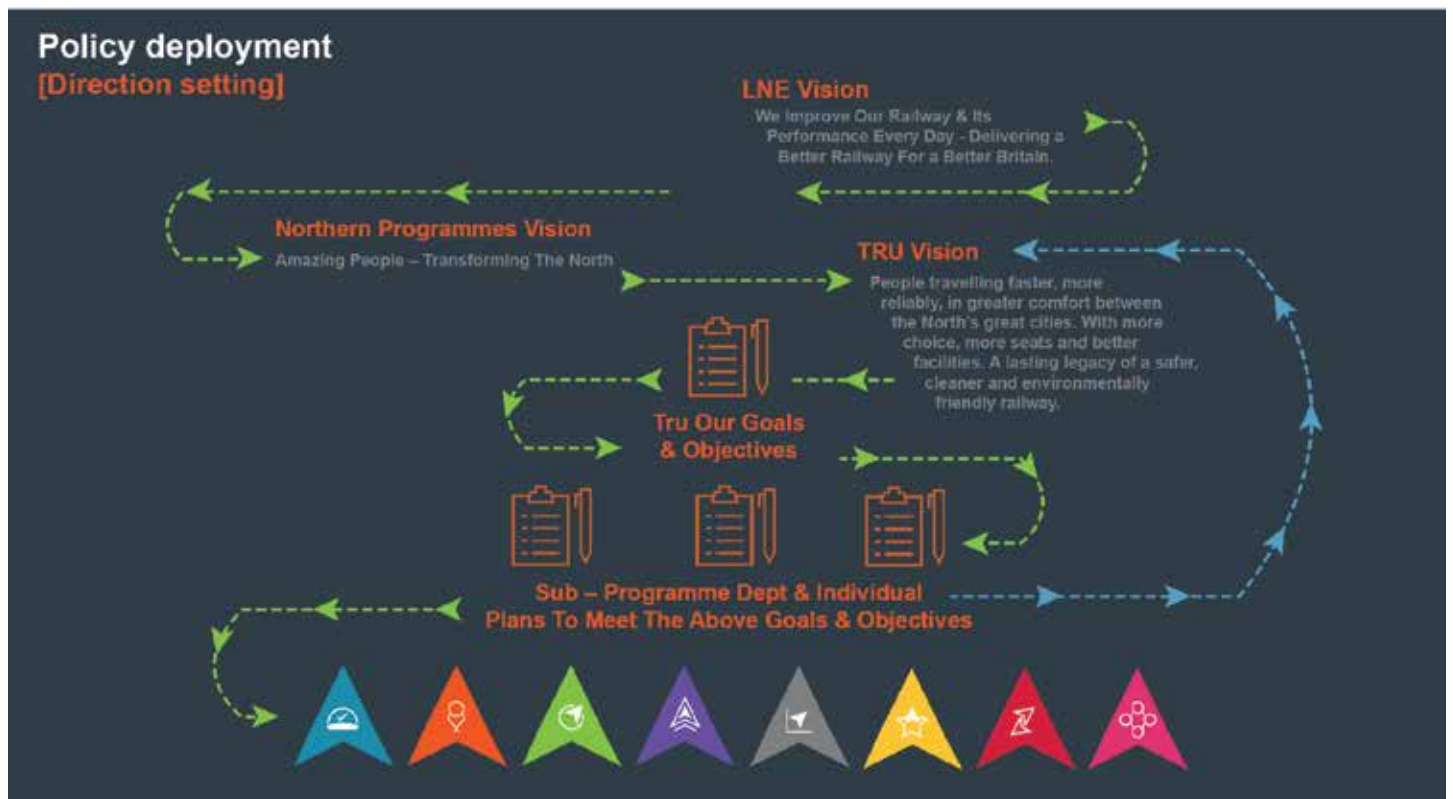 Policy deployment
[Direction setting]
LNE Vision
We Improve Our Railway & Its
Performance Every Day - Delivering a
Better Railway For a Better Britain.
Northern Programmes Vision
Amazing People – Transforming The North
TRU Vision
People travelling faster, more
reliably, in greater comfort between
the North's great cities. With more
choice, more seats and better
facilities. A lasting legacy of a safer,
cleaner and environmentally
friendly railway.
Tru Our Goals
& Objectives
Sub – Programme Dept & Individual
Plans To Meet The Above Goals & Objectives